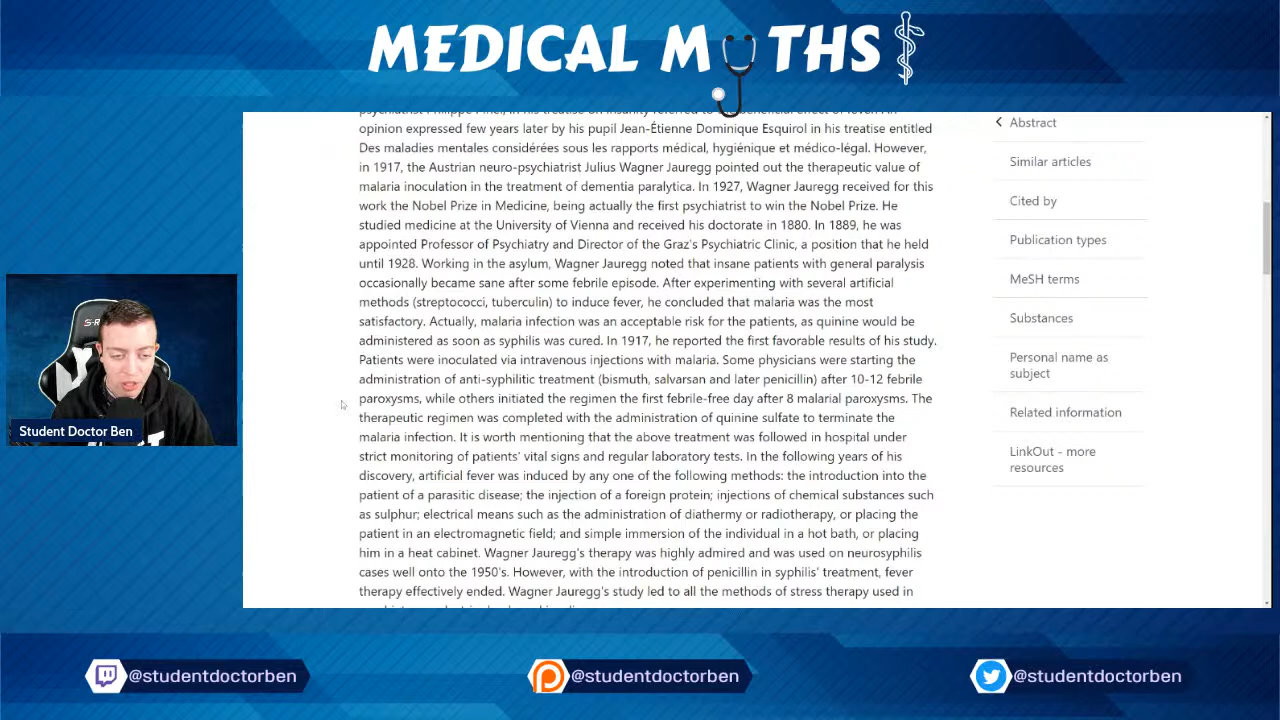 MEDICAL MYTHS
opinion expressed few years later by his pupil Jean-Étienne Dominique Esquirol in his treatise entitled
Des maladies mentales considérées sous les rapports médical, hygiénique et médico-légal. However,
in 1917, the Austrian neuro-psychiatrist Julius Wagner Jauregg pointed out the therapeutic value of
malaria inoculation in the treatment of dementia paralytica. In 1927, Wagner Jauregg received for this
work the Nobel Prize in Medicine, being actually the first psychiatrist to win the Nobel Prize. He
studied medicine at the University of Vienna and received his doctorate in 1880. In 1889, he was
appointed Professor of Psychiatry and Director of the Graz's Psychiatric Clinic, a position that he held
until 1928. Working in the asylum, Wagner Jauregg noted that insane patients with general paralysis
occasionally became sane after some febrile episode. After experimenting with several artificial
methods (streptococci, tuberculin) to induce fever, he concluded that malaria was the most
satisfactory. Actually, malaria infection was an acceptable risk for the patients, as quinine would be
administered as soon as syphilis was cured. In 1917, he reported the first favorable results of his study.
Patients were inoculated via intravenous injections with malaria. Some physicians were starting the
administration of anti-syphilitic treatment (bismuth, salvarsan and later penicillin) after 10-12 febrile
paroxysms, while others initiated the regimen the first febrile-free day after 8 malarial paroxysms. The
therapeutic regimen was completed with the administration of quinine sulfate to terminate the
malaria infection. It is worth mentioning that the above treatment was followed in hospital under
strict monitoring of patients' vital signs and regular laboratory tests. In the following years of his
discovery, artificial fever was induced by any one of the following methods: the introduction into the
patient of a parasitic disease; the injection of a foreign protein; injections of chemical substances such
as sulphur; electrical means such as the administration of diathermy or radiotherapy, or placing the
patient in an electromagnetic field; and simple immersion of the individual in a hot bath, or placing
him in a heat cabinet. Wagner Jauregg's therapy was highly admired and was used on neurosyphilis
cases well onto the 1950's. However, with the introduction of penicillin in syphilis' treatment, fever
therapy effectively ended. Wagner Jauregg's study led to all the methods of stress therapy used in
Abstract
Similar articles
Cited by
Publication types
MeSH terms
Substances
Personal name as
subject
Related information
LinkOut - more
resources
S-R
Student Doctor Ben
@studentdoctorben
@studentdoctorben
@studentdoctorben